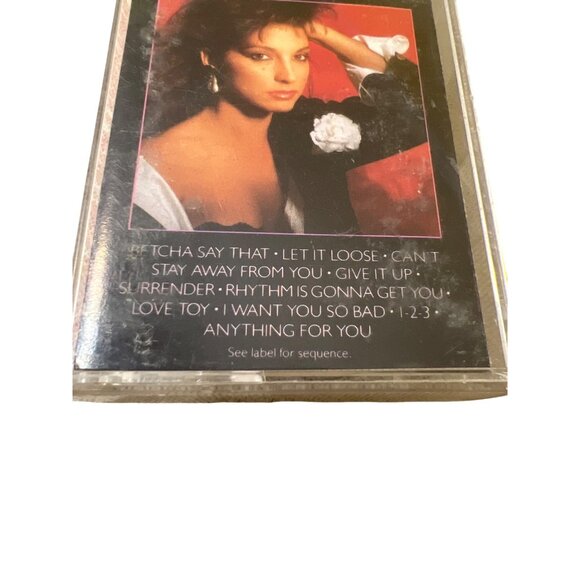 BETCHA SAY THAT • LET IT LOOSE • CAN'T
STAY AWAY FROM YOU • GIVE IT UP •
SURRENDER • RHYTHM IS GONNA GET YOU •
LOVE TOY • I WANT YOU SO BAD • 1-2-3 •
ANYTHING FOR YOU
See label for sequence.